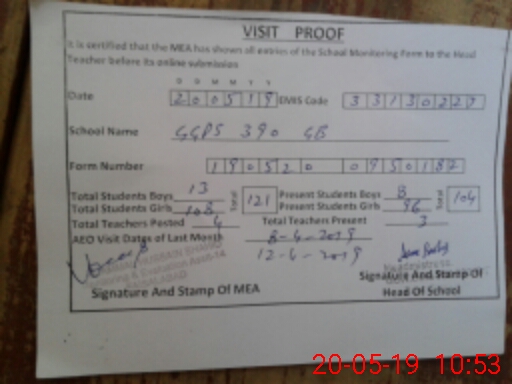 VISIT PROOF
It is certified that the MEA has shown all entries of the School Monitoring Form to the Head
Teacher before its online submission
D D M M Y Y
Date 200519 EMIS Code 33130227
School Name GGPS 390 GB
Form Number 190520 0950182
Total Students Boys 13 Total 121 Present Students Boys 8 Total 104
Total Students Girls 108 Present Students Girls 96
Total Teachers Posted 4 Total Teachers Present 3
AEO Visit Dates of Last Month 8-4-2019
12-4-2019
Signature And Stamp Of MEA
Signature And Stamp Of
Head Of School
20-05-19 10:53